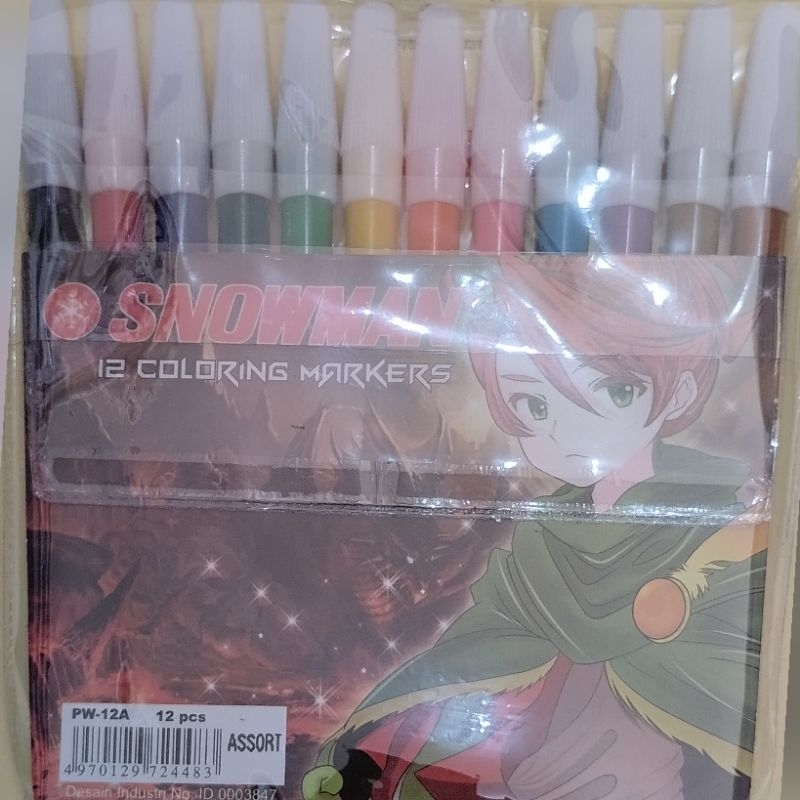 SNOWMAN
12 COLORING MARKERS
PW-12A 12 pcs
ASSORT
4970129724483
Desain Industri No. ID 0003847